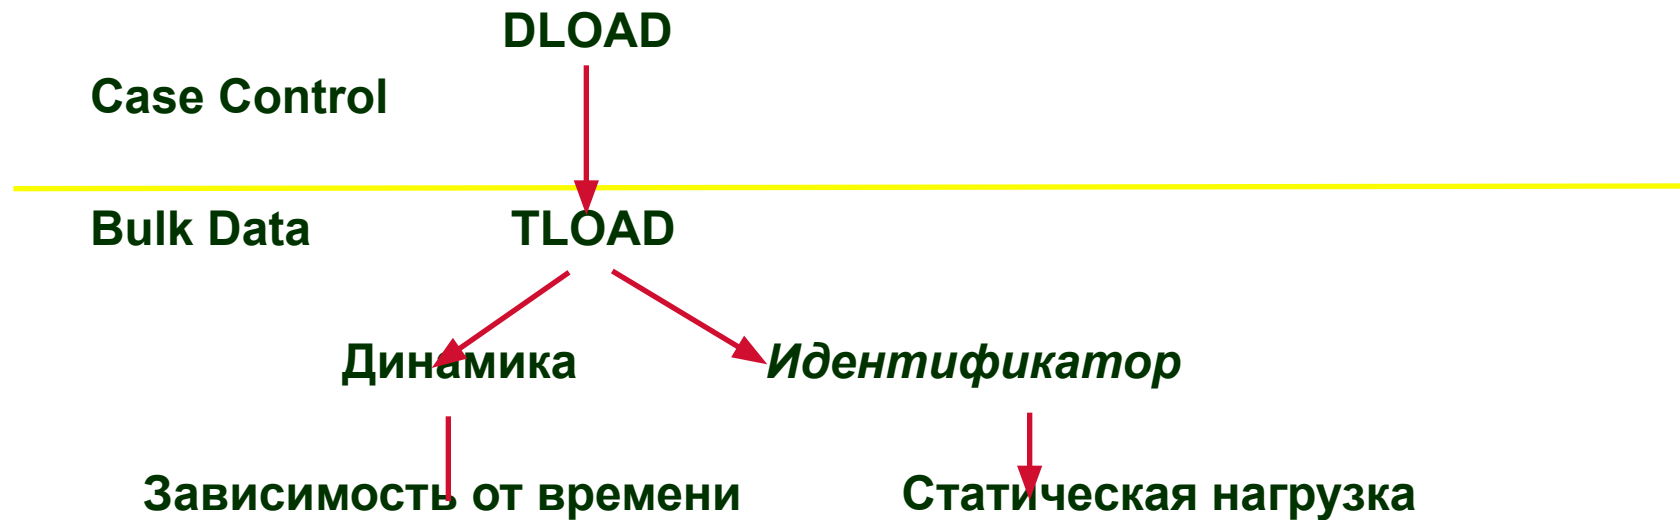 DLOAD
Case Control
Bulk Data TLOAD
Динамика Идентификатор
Зависимость от времени Статическая нагрузка